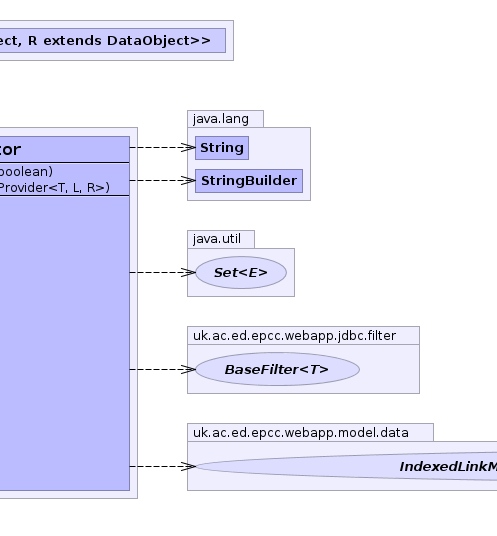 ect, R extends DataObject>>
java.lang
tor
String
boolean)
StringBuilder
Provider<T, L, R>)
java.util
Set<E>
uk.ac.ed.epcc.webapp.jdbc.filter
BaseFilter<T>
uk.ac.ed.epcc.webapp.model.data
IndexedLinkM